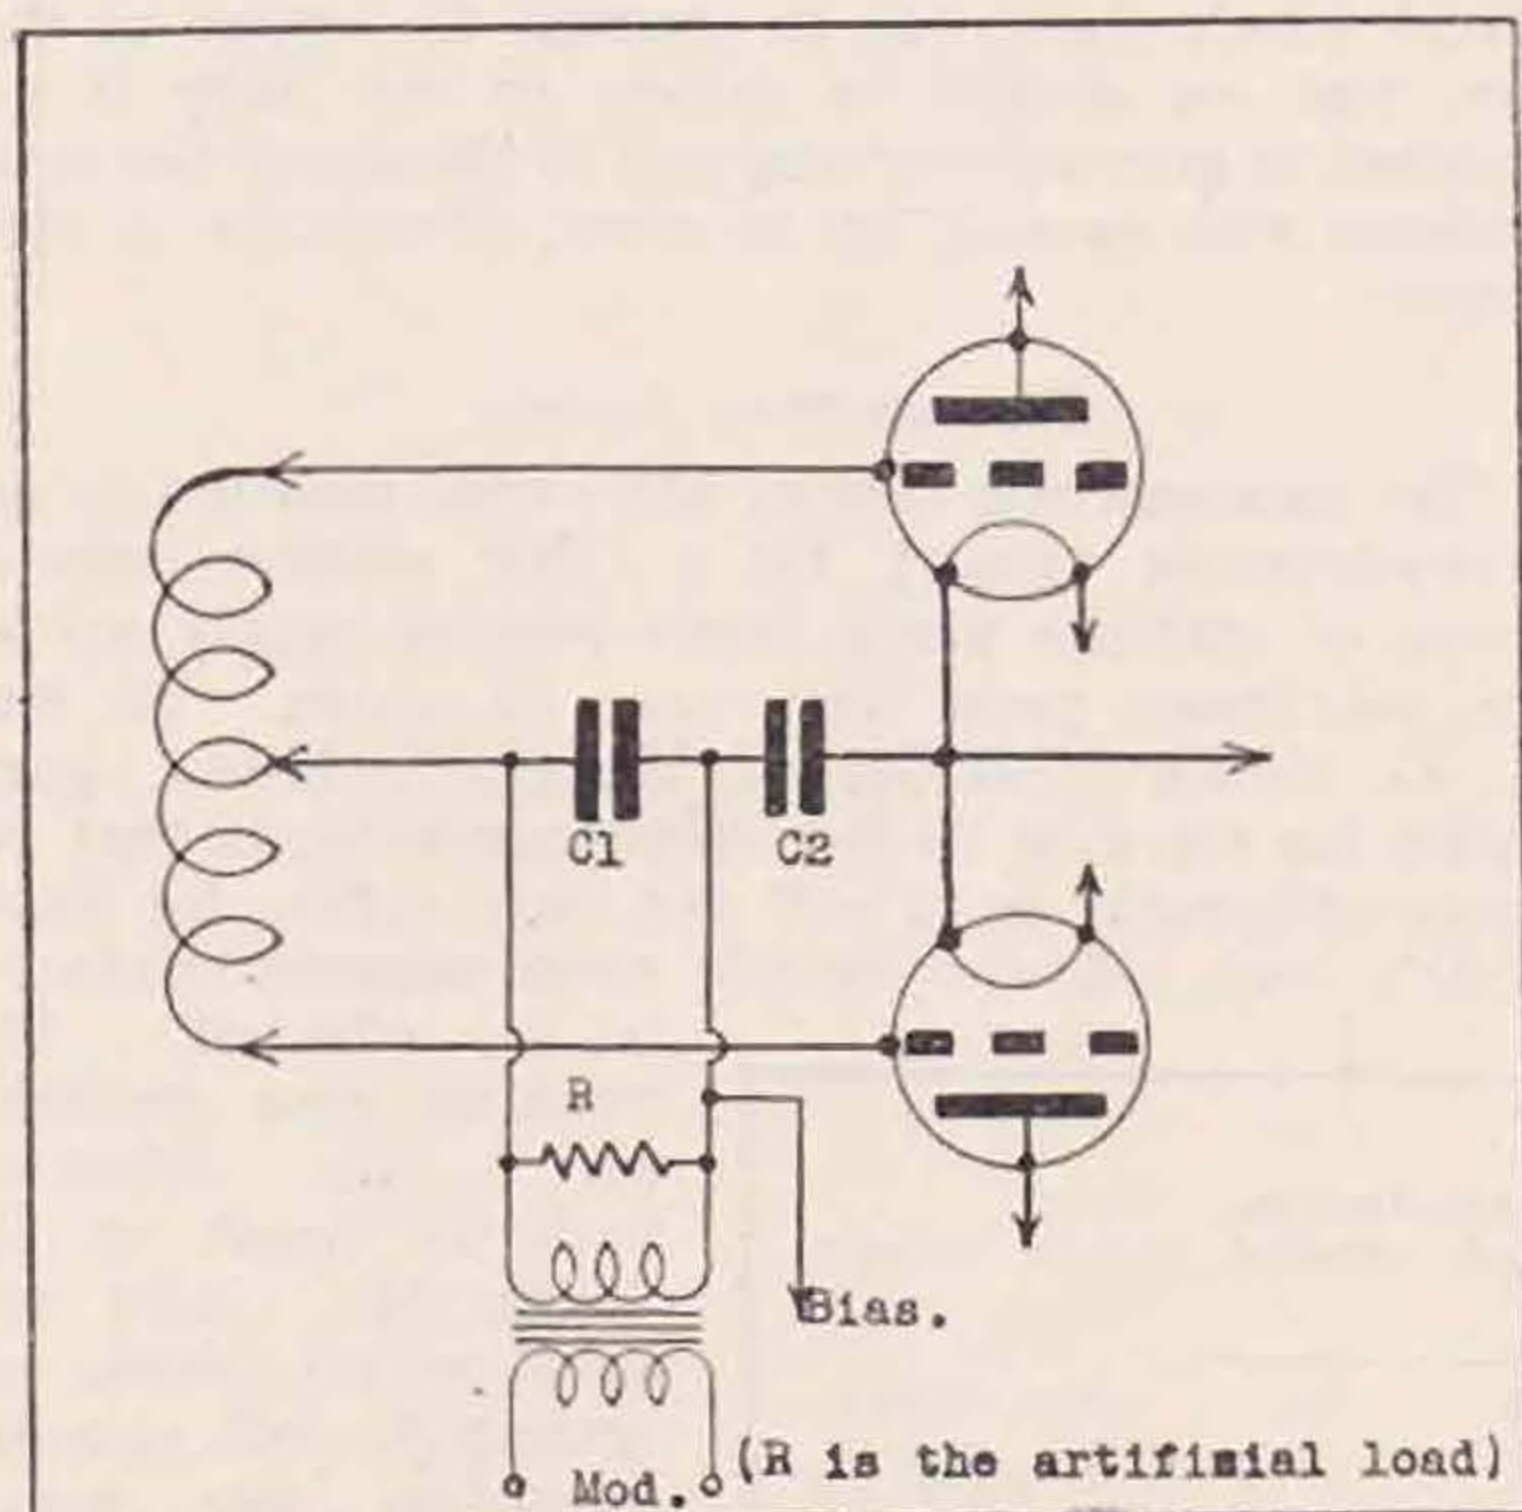 C1 C2
R
Bias.
Mod. (R is the artifisial load)